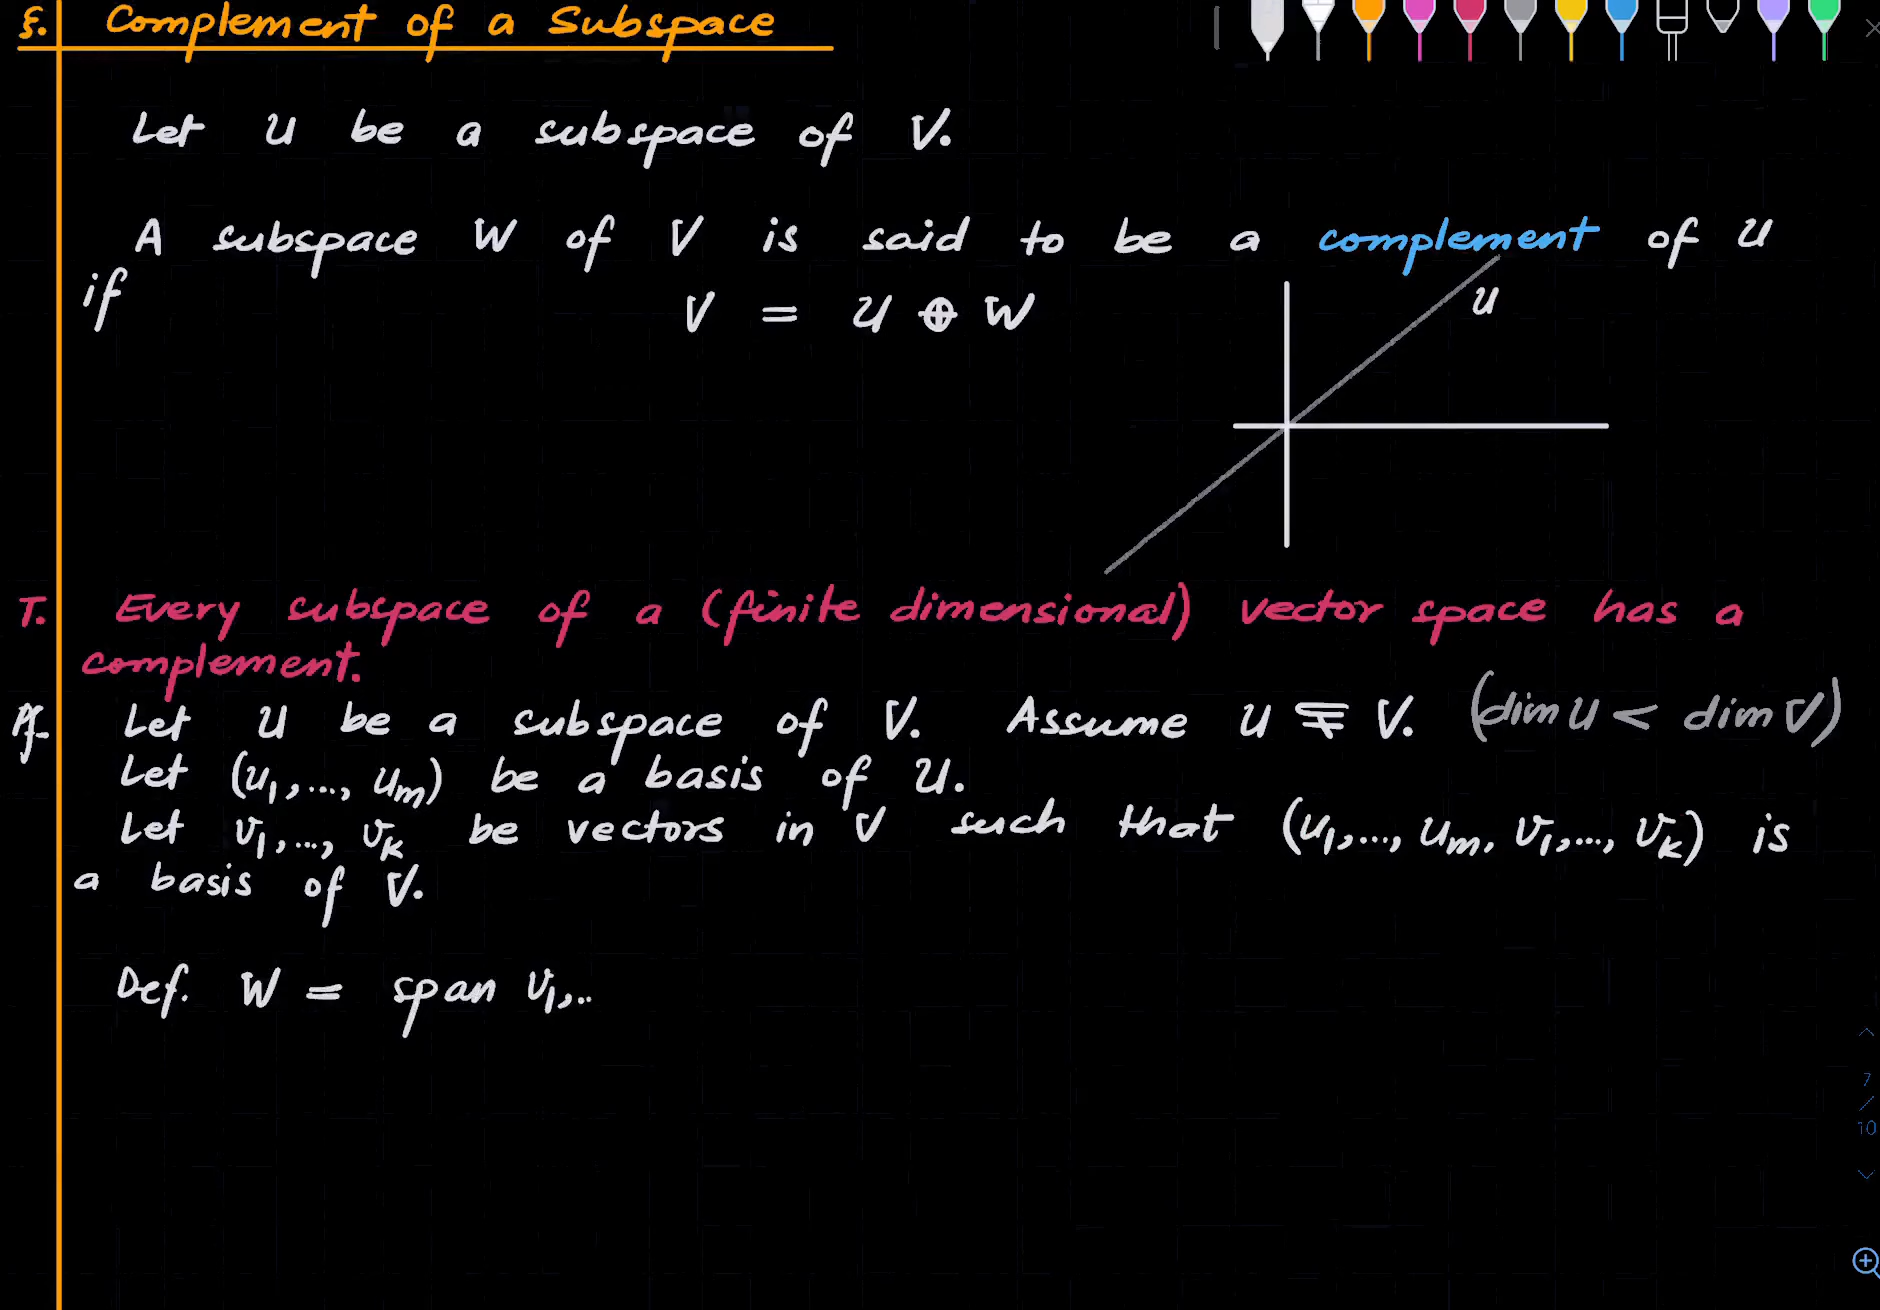 §. Complement of a Subspace
Let U be a subspace of V.
A subspace W of V is said to be a complement of U
if
V = U ⊕ W
U
T. Every subspace of a (finite dimensional) vector space has a
complement.
Pf. Let U be a subspace of V. Assume U ⊊ V. (dim U < dim V)
Let (u₁,..., uₘ) be a basis of U.
Let v₁,..., vₖ be vectors in V such that (u₁,..., uₘ, v₁,..., vₖ) is
a basis of V.
Def. W = span v₁,..
7
/
10